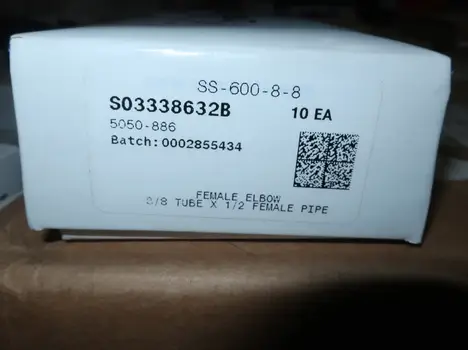 SS-600-8-8
S03338632B 10 EA
5050-886
Batch:0002855434
FEMALE ELBOW
3/8 TUBE X 1/2 FEMALE PIPE